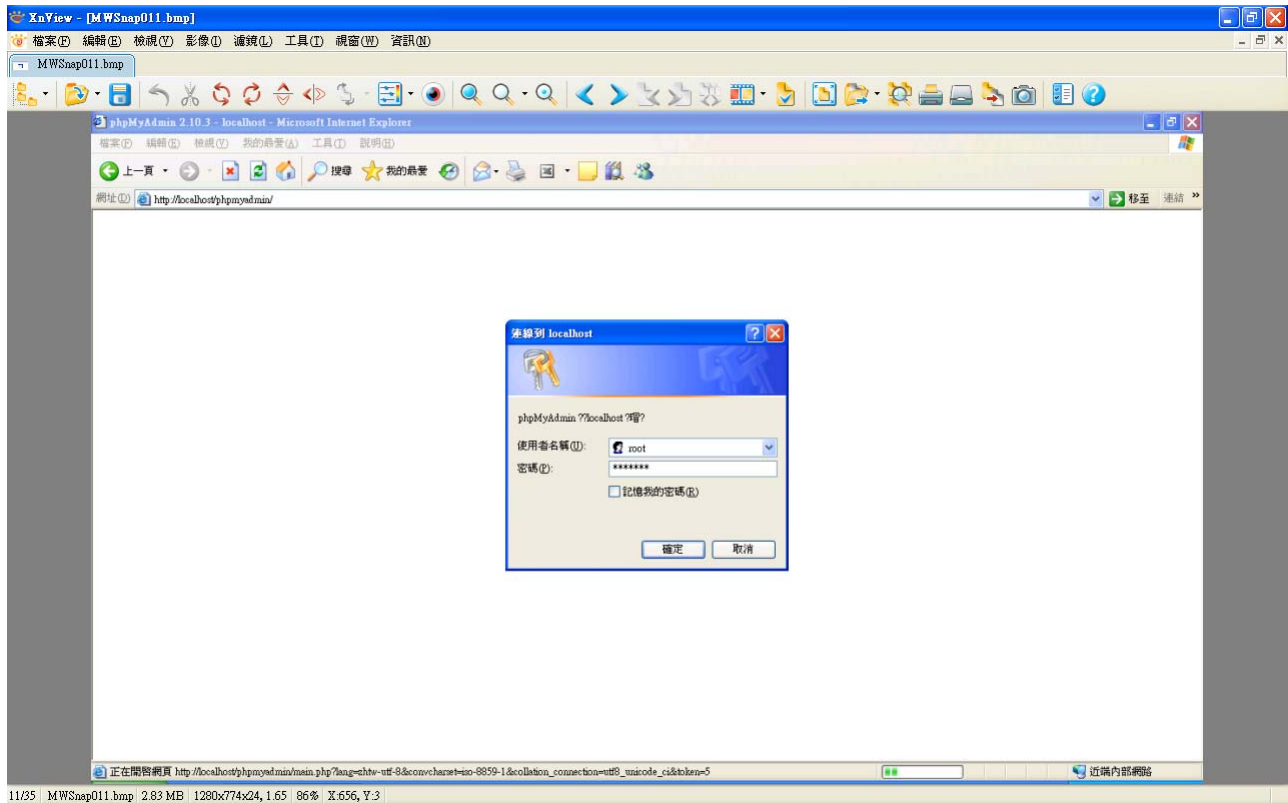 XnView - [MWSnap011.bmp]
檔案(F) 編輯(E) 檢視(V) 影像(I) 濾鏡(L) 工具(T) 視窗(W) 資訊(N)
MWSnap011.bmp
phpMyAdmin 2.10.3 - localhost - Microsoft Internet Explorer
檔案(F) 編輯(E) 檢視(V) 我的最愛(A) 工具(T) 說明(H)
上一頁 搜尋 我的最愛
網址(D) http://localhost/phpmyadmin/ 移至 連結 »
連線到 localhost
phpMyAdmin ??localhost ?
使用者名稱(U): root
密碼(P): *******
記憶我的密碼(R)
確定 取消
正在開啓網頁 http://localhost/phpmyadmin/main.php?lang=zhtw-utf-8&convcharset=iso-8859-1&collation_connection=utf8_unicode_ci&token=5 近端內部網路
11/35 MWSnap011.bmp 2.83 MB 1280x774x24, 1.65 86% X:656, Y:3